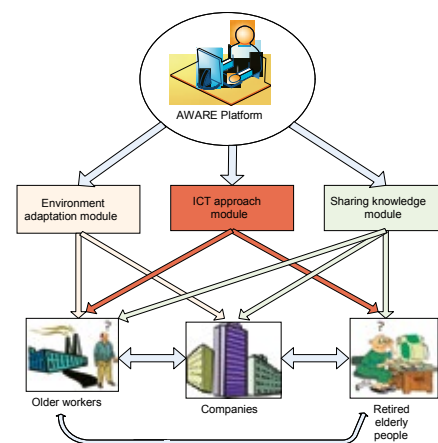 AWARE Platform
Environment
adaptation module
ICT approach
module
Sharing knowledge
module
?
?
Older workers
Companies
Retired
elderly
people